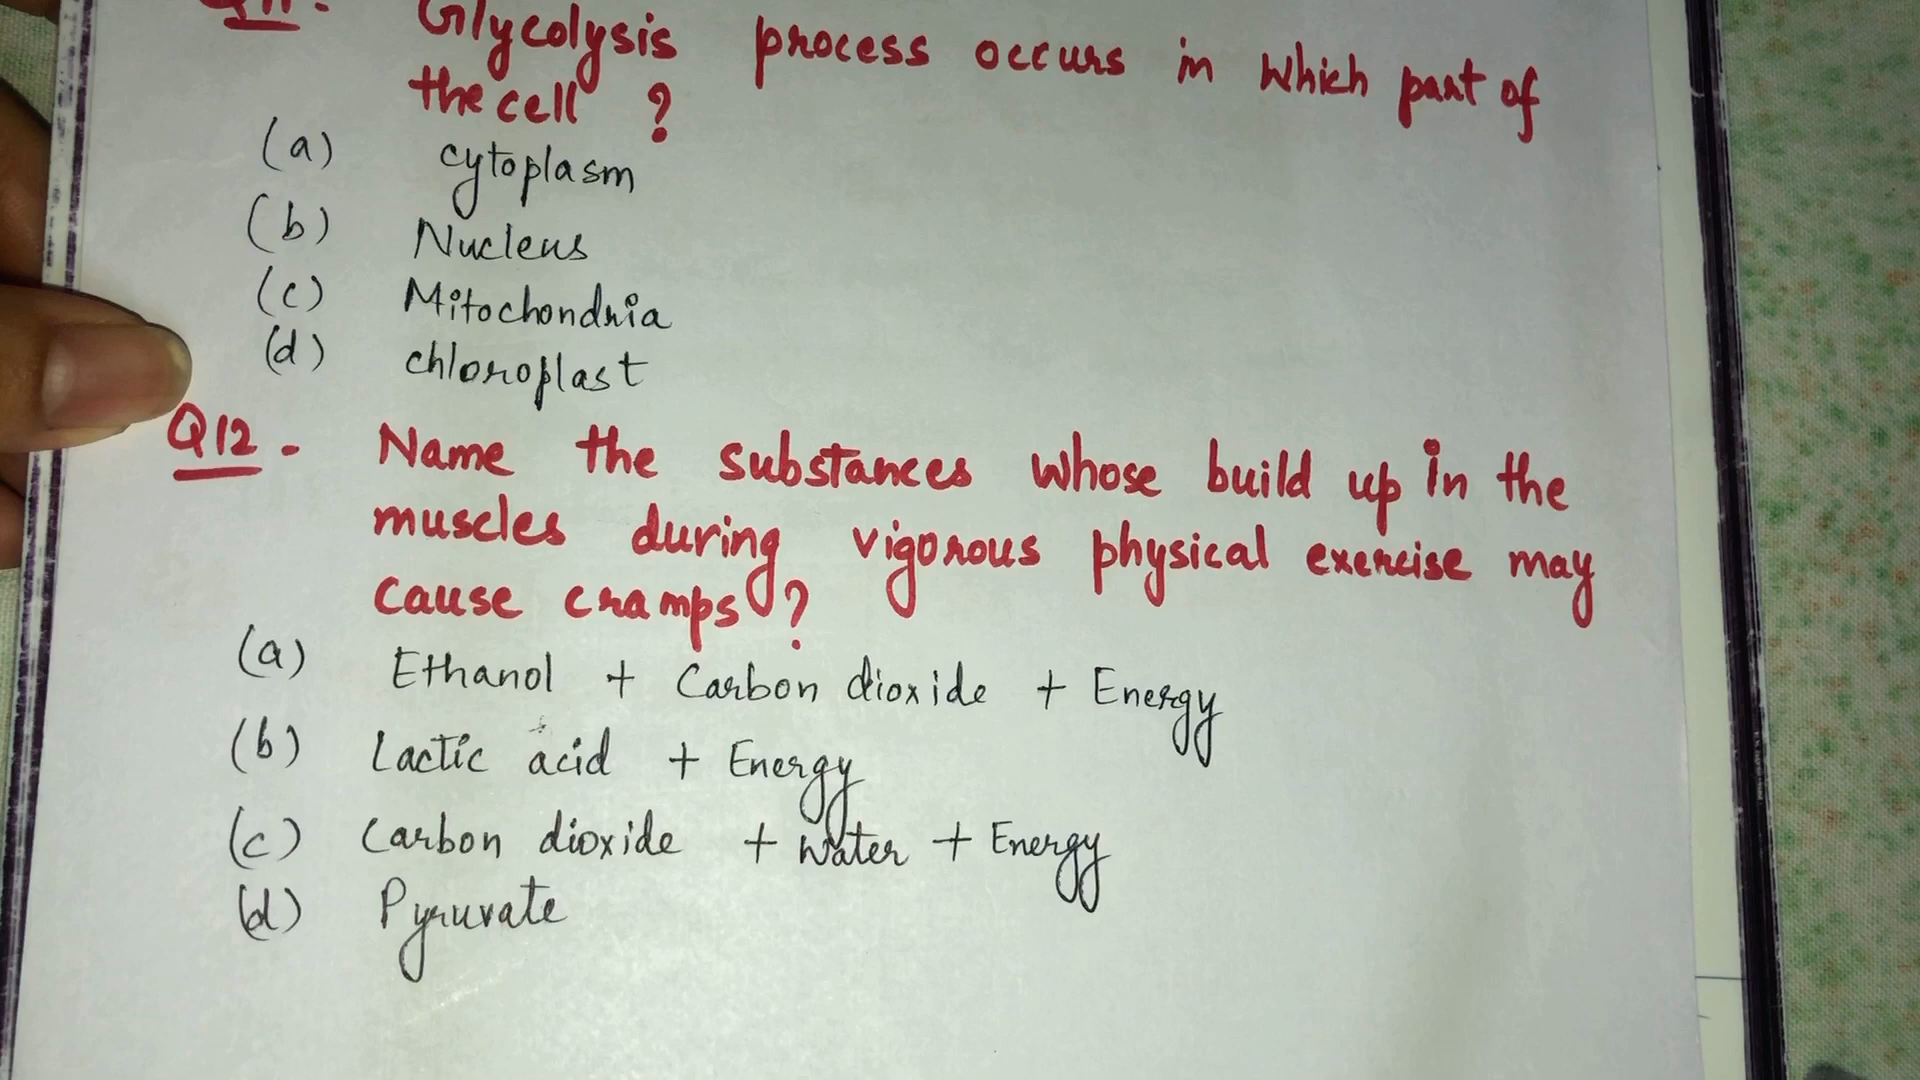 Q11. Glycolysis process occurs in which part of
the cell ?
(a) cytoplasm
(b) Nucleus
(c) Mitochondria
(d) chloroplast
Q12. Name the substances whose build up in the
muscles during vigorous physical exercise may
cause cramps?
(a) Ethanol + Carbon dioxide + Energy
(b) Lactic acid + Energy
(c) Carbon dioxide + Water + Energy
(d) Pyruvate